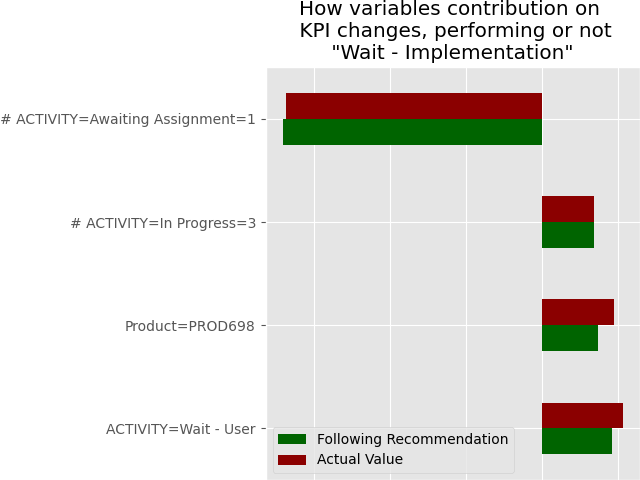 How variables contribution on
KPI changes, performing or not
"Wait - Implementation"
# ACTIVITY=Awaiting Assignment=1
# ACTIVITY=In Progress=3
Product=PROD698
ACTIVITY=Wait - User
Following Recommendation
Actual Value